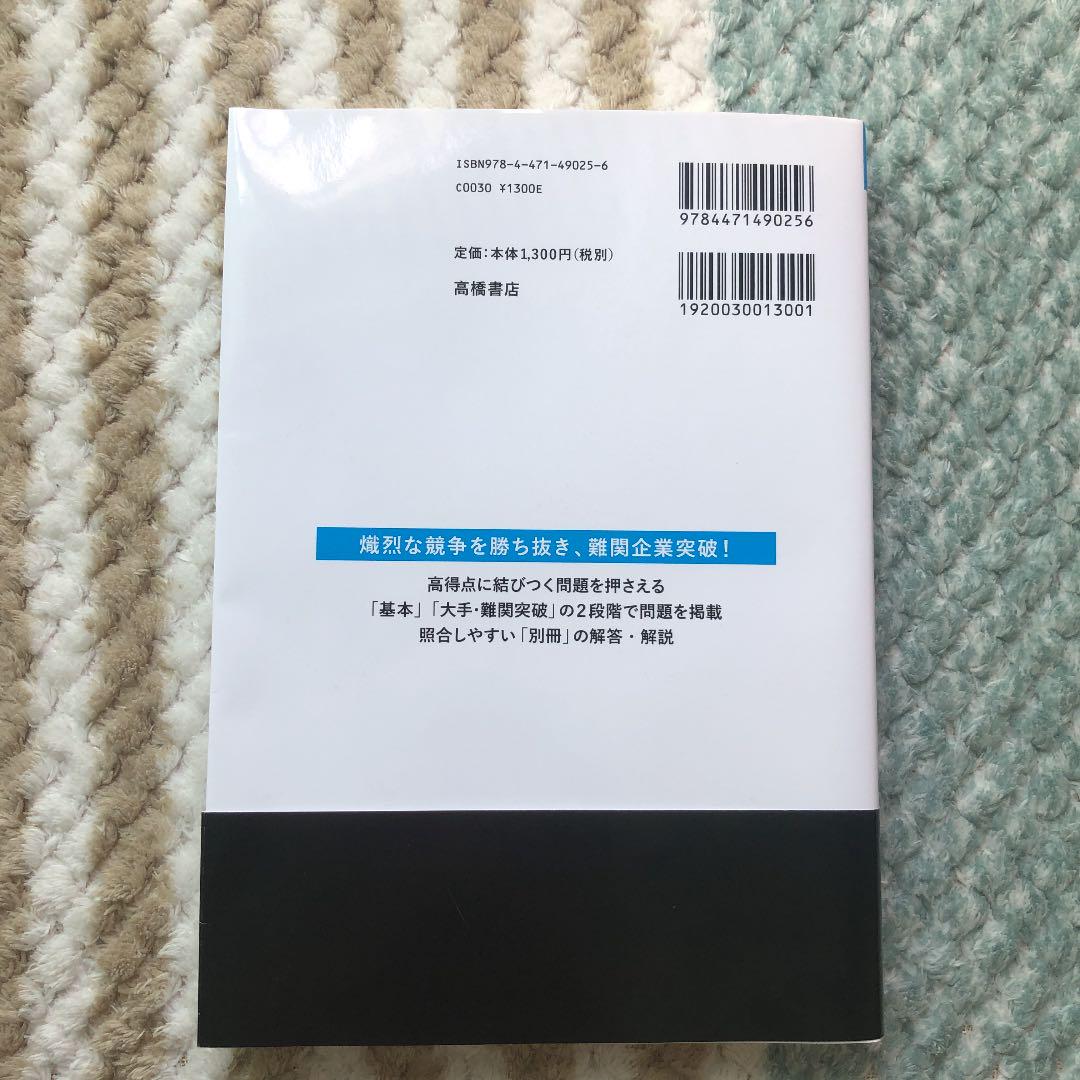 ISBN978-4-471-49025-6
C0030 ¥1300E
9784471490256
定価:本体1,300円(税別)
高橋書店
1920030013001
熾烈な競争を勝ち抜き、難関企業突破!
高得点に結びつく問題を押さえる
「基本」「大手・難関突破」の2段階で問題を掲載
照合しやすい「別冊」の解答・解説